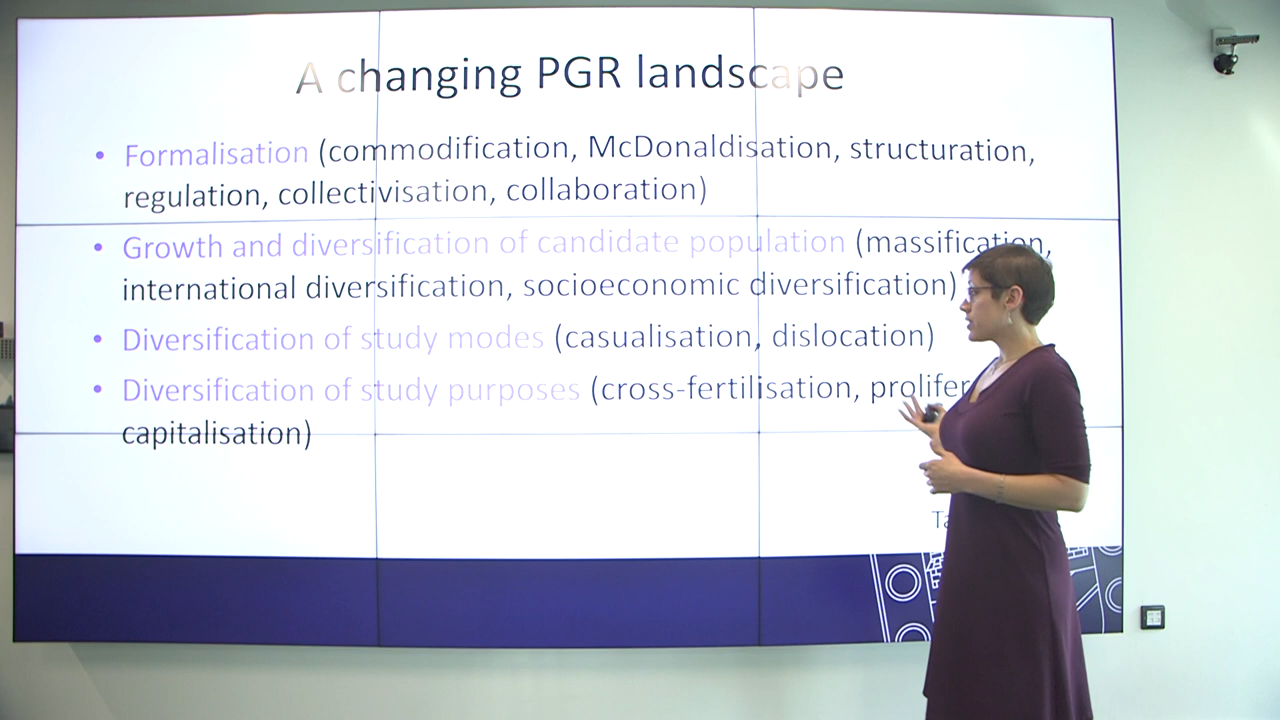 A changing PGR landscape
• Formalisation (commodification, McDonaldisation, structuration,
regulation, collectivisation, collaboration)
• Growth and diversification of candidate population (massification,
international diversification, socioeconomic diversification)
• Diversification of study modes (casualisation, dislocation)
• Diversification of study purposes (cross-fertilisation,
capitalisation)